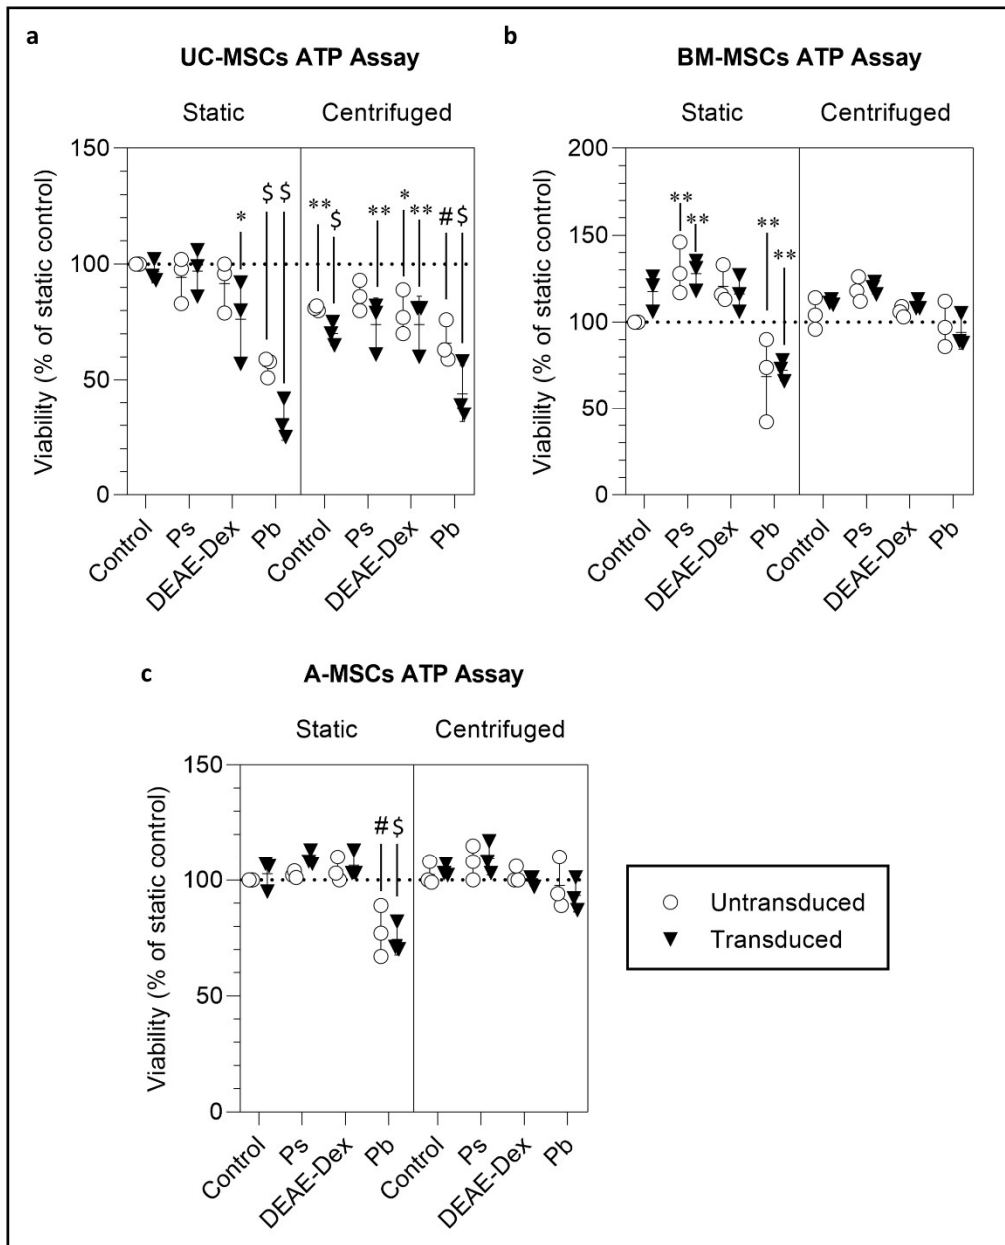 a
UC-MSCs ATP Assay
Static Centrifuged
Viability (% of static control)
150
100
50
0
* $ $ ** $ ** * ** # $
Control Ps DEAE-Dex Pb Control Ps DEAE-Dex Pb
b
BM-MSCs ATP Assay
Static Centrifuged
Viability (% of static control)
200
150
100
50
0
** ** ** **
Control Ps DEAE-Dex Pb Control Ps DEAE-Dex Pb
c
A-MSCs ATP Assay
Static Centrifuged
Viability (% of static control)
150
100
50
0
# $
Control Ps DEAE-Dex Pb Control Ps DEAE-Dex Pb
Untransduced
Transduced